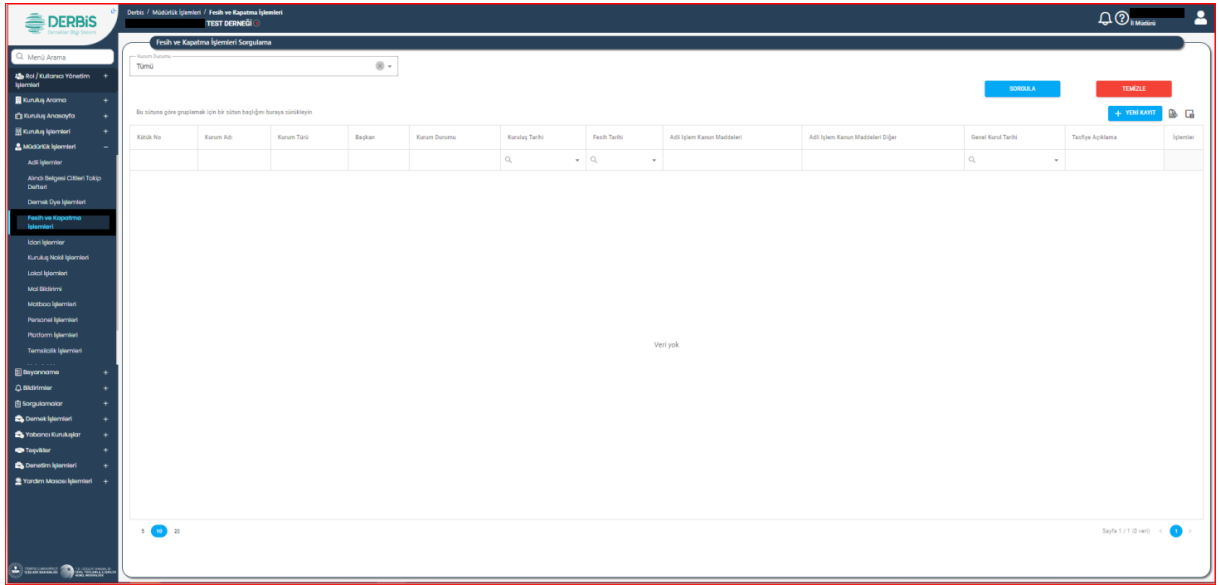 DERBİS
Dernekler Bilgi Sistemi
Derbis / Müdürlük İşlemleri / Fesih ve Kapatma İşlemleri
TEST DERNEĞİ
İl Müdürü
Menü Arama
Rol / Kullanıcı Yönetim İşlemleri
Kuruluş Arama
Kuruluş Anasayfa
Kuruluş İşlemleri
Müdürlük İşlemleri
Adli İşlemler
Alındı Belgesi Ciltleri Takip
Defteri
Dernek Üye İşlemleri
Fesih ve Kapatma
İşlemleri
İdari İşlemler
Kuruluş Nakil İşlemleri
Lokal İşlemleri
Mal Bildirimi
Matbaa İşlemleri
Personel İşlemleri
Platform İşlemleri
Temsilcilik İşlemleri
Beyanname
Bildirimler
Sorgulamalar
Dernek İşlemleri
Yabancı Kuruluşlar
Teşvikler
Denetim İşlemleri
Yardım Masası İşlemleri
Fesih ve Kapatma İşlemleri Sorgulama
Kurum Durumu
Tümü
SORGULA
TEMİZLE
Bu sütuna göre gruplamak için bir sütun başlığını buraya sürükleyin
+ YENİ KAYIT
Kütük No Kurum Adı Kurum Türü Başkan Kurum Durumu Kuruluş Tarihi Fesih Tarihi Adli İşlem Kanun Maddeleri Adli İşlem Kanun Maddeleri Diğer Genel Kurul Tarihi Tasfiye Açıklama İşlemler
Veri yok
5 10 20
Sayfa 1 / 1 (0 veri) 1